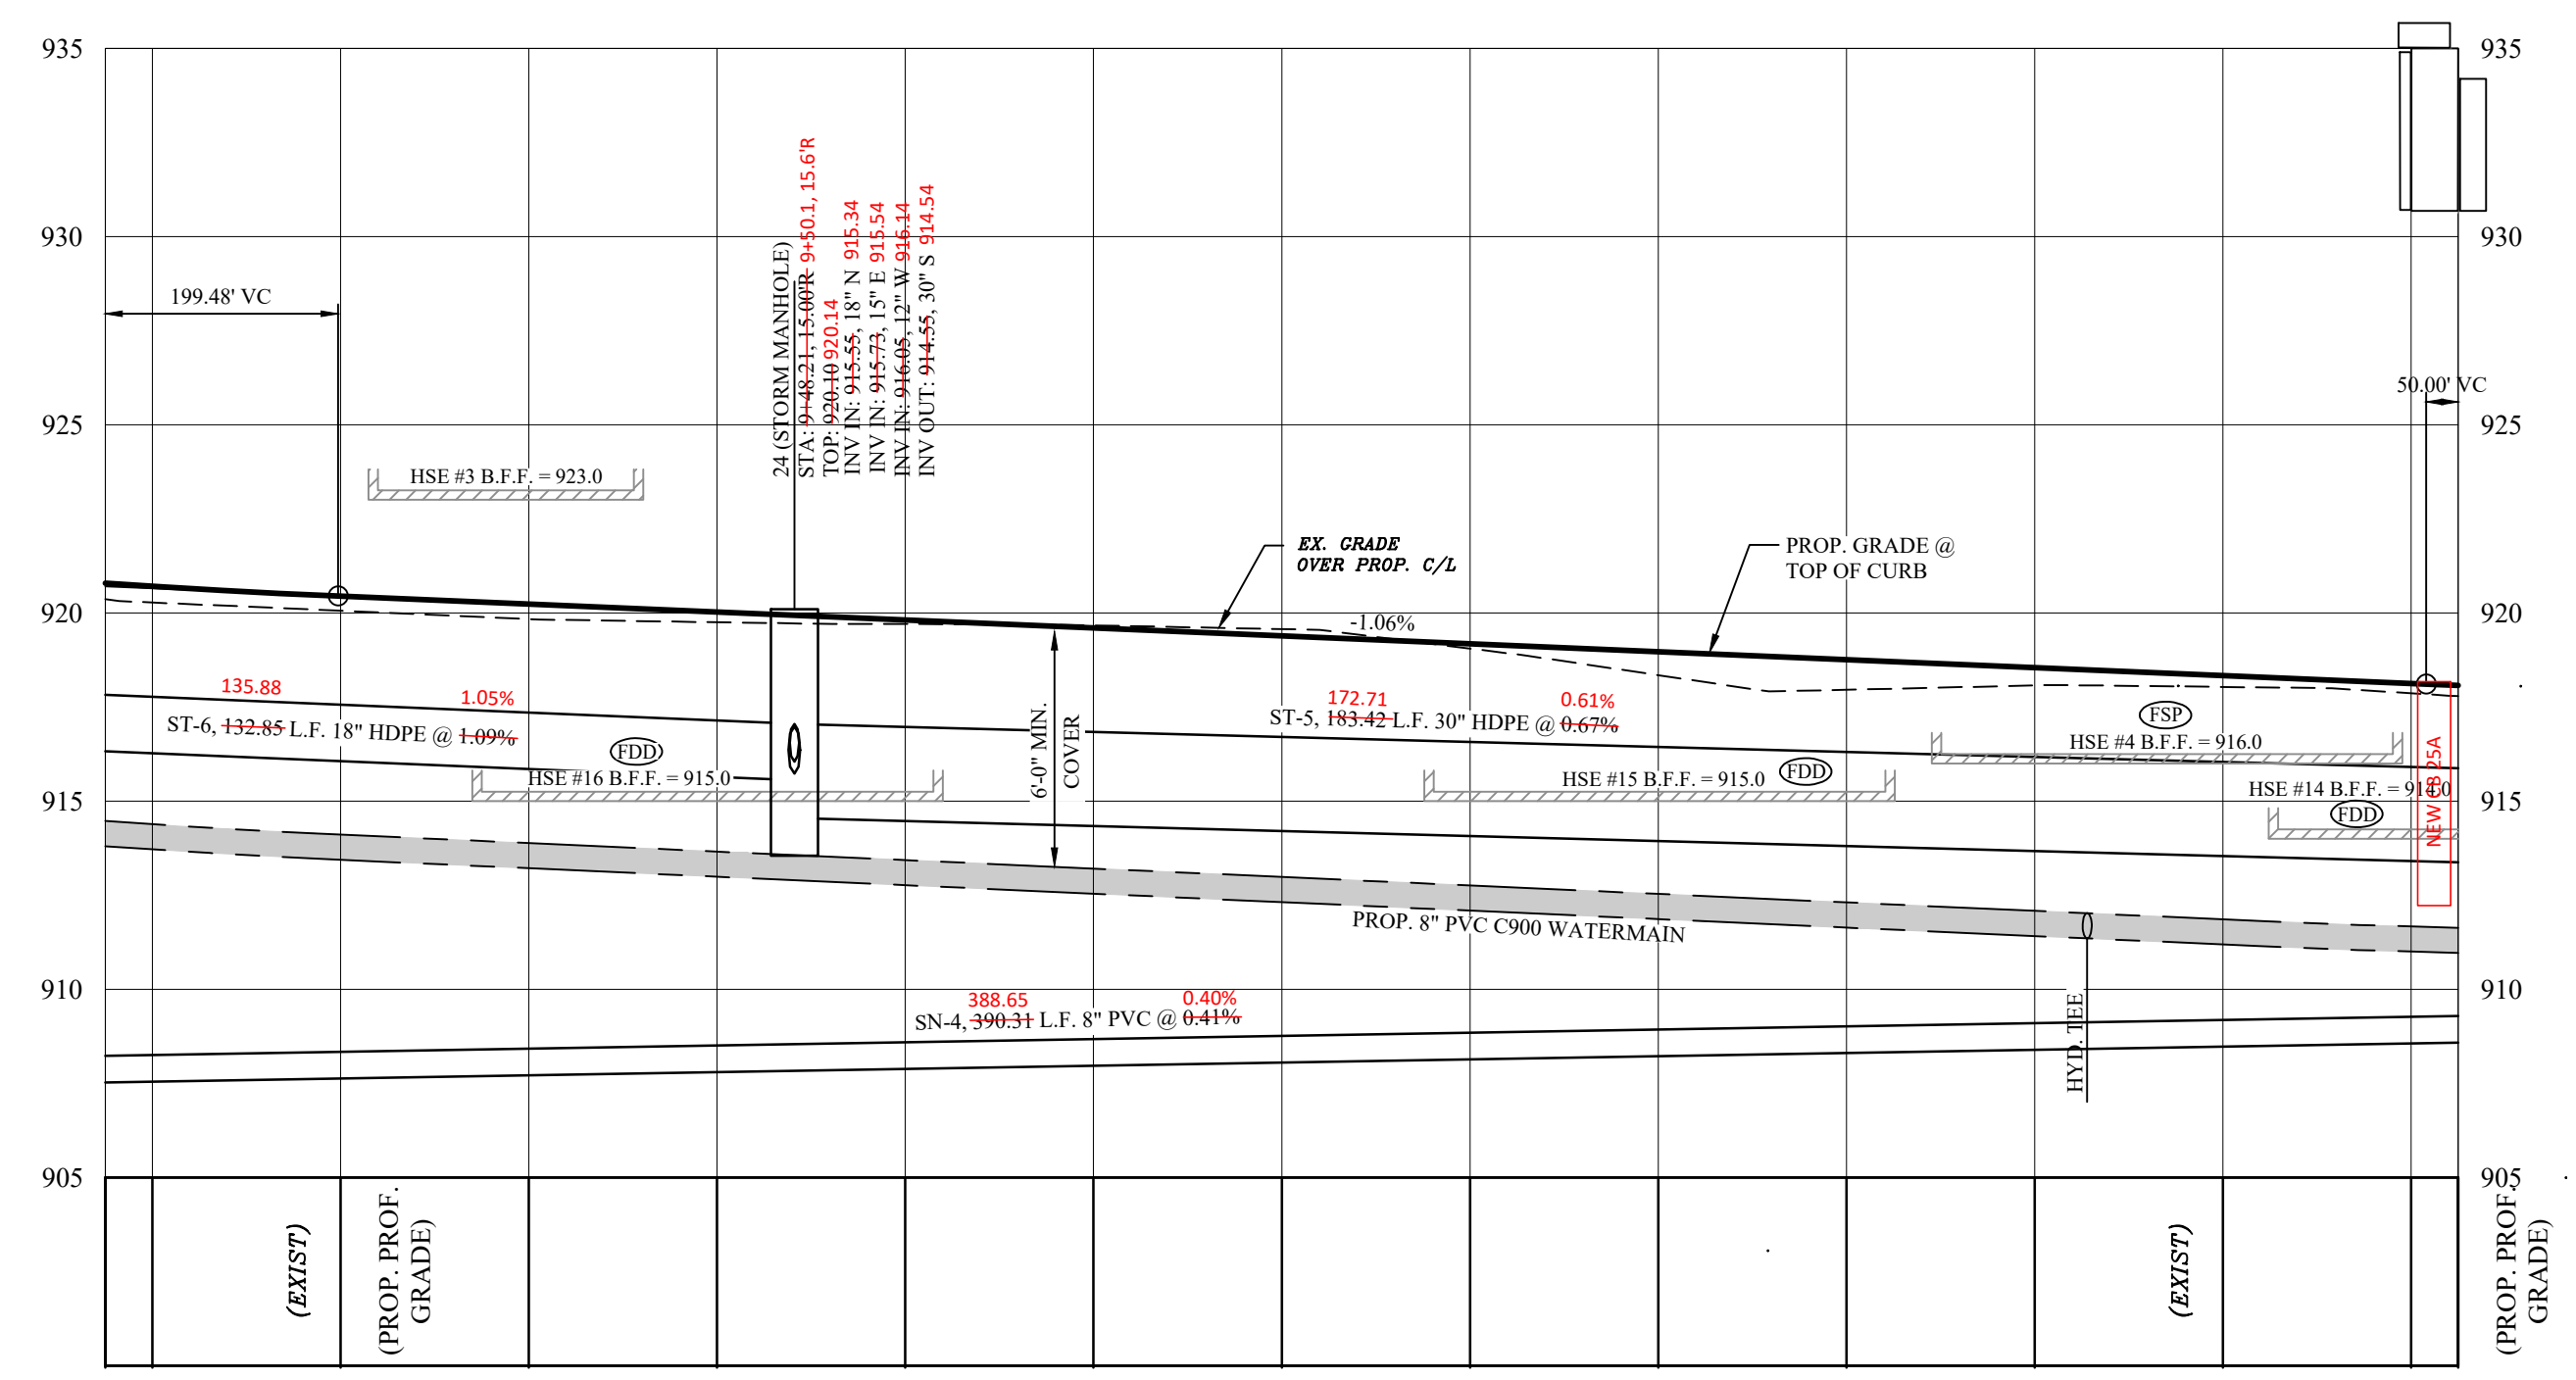 935
935
930
930
925
925
920
920
915
915
910
910
905
905
199.48' VC
24 (STORM MANHOLE)
STA: 9+48.21, 15.00'R 9+50.1, 15.6'R
TOP: 920.10 920.14
INV IN: 915.55, 18" N 915.34
INV IN: 915.73, 15" E 915.54
INV IN: 916.05, 12" W 916.14
INV OUT: 914.55, 30" S 914.54
50.00' VC
HSE #3 B.F.F. = 923.0
EX. GRADE
OVER PROP. C/L
PROP. GRADE @
TOP OF CURB
-1.06%
135.88
1.05%
ST-6, 132.85 L.F. 18" HDPE @ 1.09%
172.71
0.61%
ST-5, 183.42 L.F. 30" HDPE @ 0.67%
6'-0" MIN.
COVER
FDD
HSE #16 B.F.F. = 915.0
HSE #15 B.F.F. = 915.0
FDD
FSP
HSE #4 B.F.F. = 916.0
HSE #14 B.F.F. = 914.0
FDD
NEW CB 25A
PROP. 8" PVC C900 WATERMAIN
388.65
0.40%
SN-4, 390.31 L.F. 8" PVC @ 0.41%
HYD. TEE
(EXIST)
(PROP. PROF.
GRADE)
(EXIST)
(PROP. PROF.
GRADE)